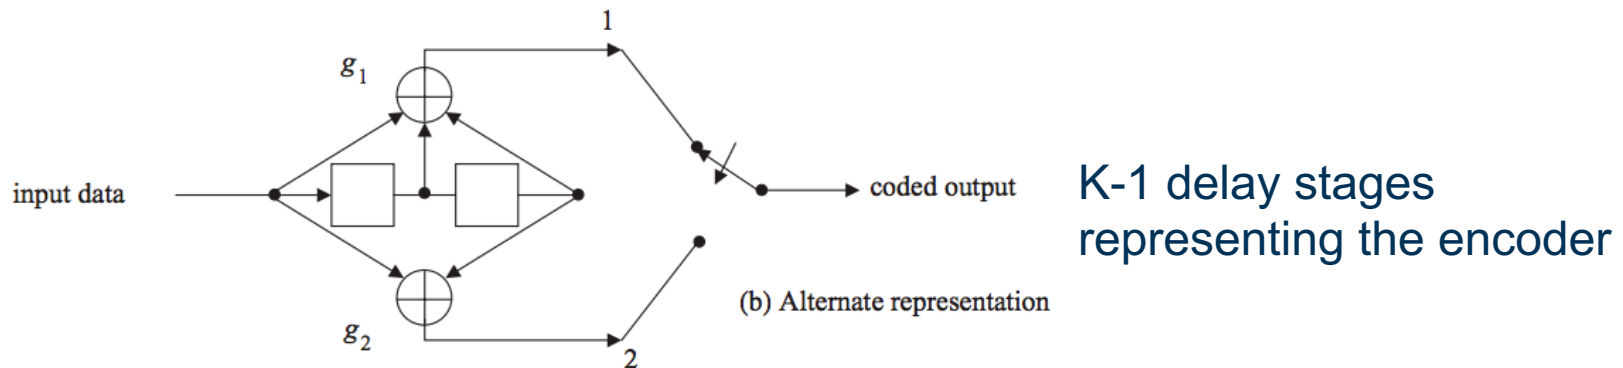 1
g1
input data
coded output
K-1 delay stages
representing the encoder
(b) Alternate representation
g2
2